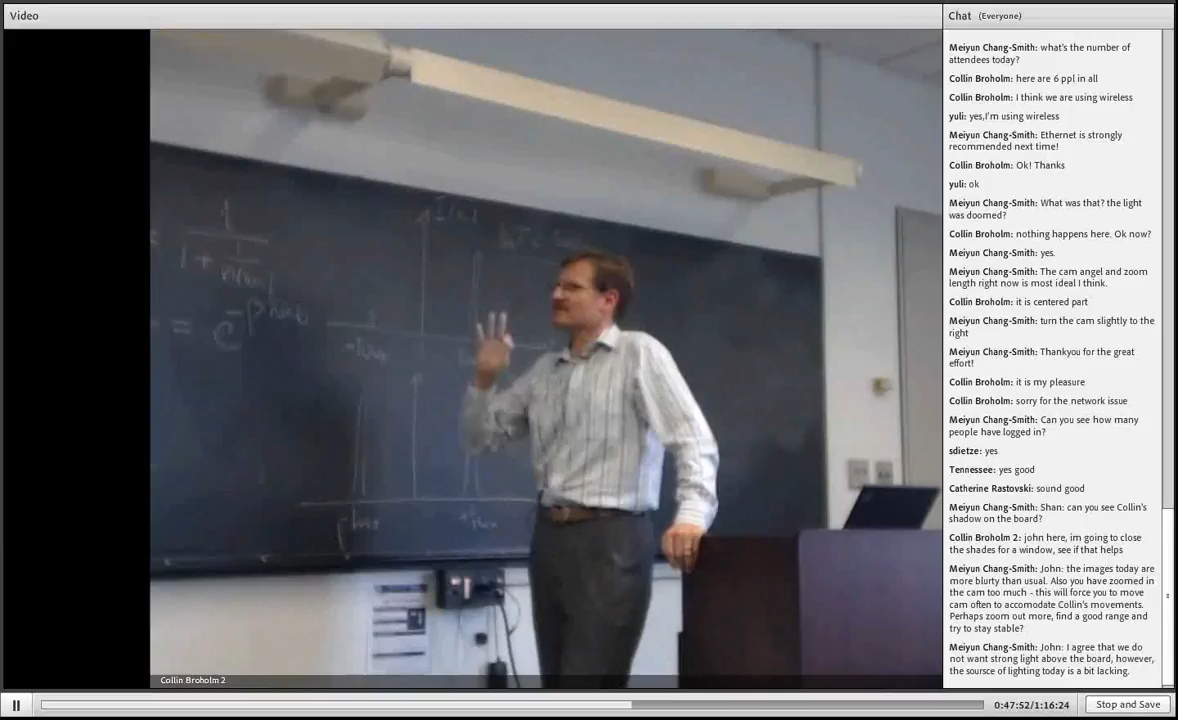 Video
Chat (Everyone)
Meiyun Chang-Smith: what's the number of
attendees today?
Collin Broholm: here are 6 ppl in all
Collin Broholm: I think we are using wireless
yuli: yes,I'm using wireless
Meiyun Chang-Smith: Ethernet is strongly
recommended next time!
Collin Broholm: Ok! Thanks
yuli: ok
Meiyun Chang-Smith: What was that? the light
was doomed?
Collin Broholm: nothing happens here. Ok now?
Meiyun Chang-Smith: yes.
Meiyun Chang-Smith: The cam angel and zoom
length right now is most ideal I think.
Collin Broholm: it is centered part
Meiyun Chang-Smith: turn the cam slightly to the
right
Meiyun Chang-Smith: Thankyou for the great
effort!
Collin Broholm: it is my pleasure
Collin Broholm: sorry for the network issue
Meiyun Chang-Smith: Can you see how many
people have logged in?
sdietze: yes
Tennessee: yes good
Catherine Rastovski: sound good
Meiyun Chang-Smith: Shan: can you see Collin's
shadow on the board?
Collin Broholm 2: john here, im going to close
the shades for a window, see if that helps
Meiyun Chang-Smith: John: the images today are
more blurty than usual. Also you have zoomed in
the cam too much - this will force you to move
cam often to accomodate Collin's movements.
Perhaps zoom out more, find a good range and
try to stay stable?
Meiyun Chang-Smith: John: I agree that we do
not want strong light above the board, however,
the soursce of lighting today is a bit lacking.
1
1 +
= e
Collin Broholm 2
0:47:52/1:16:24
Stop and Save